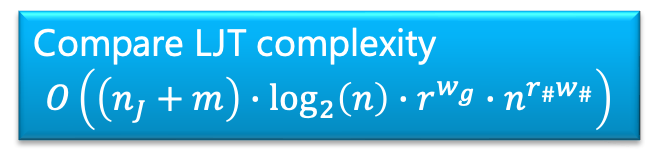 Compare LJT complexity
O((n_J + m) · log₂(n) · r^{w_g} · n^{r_# w_#})